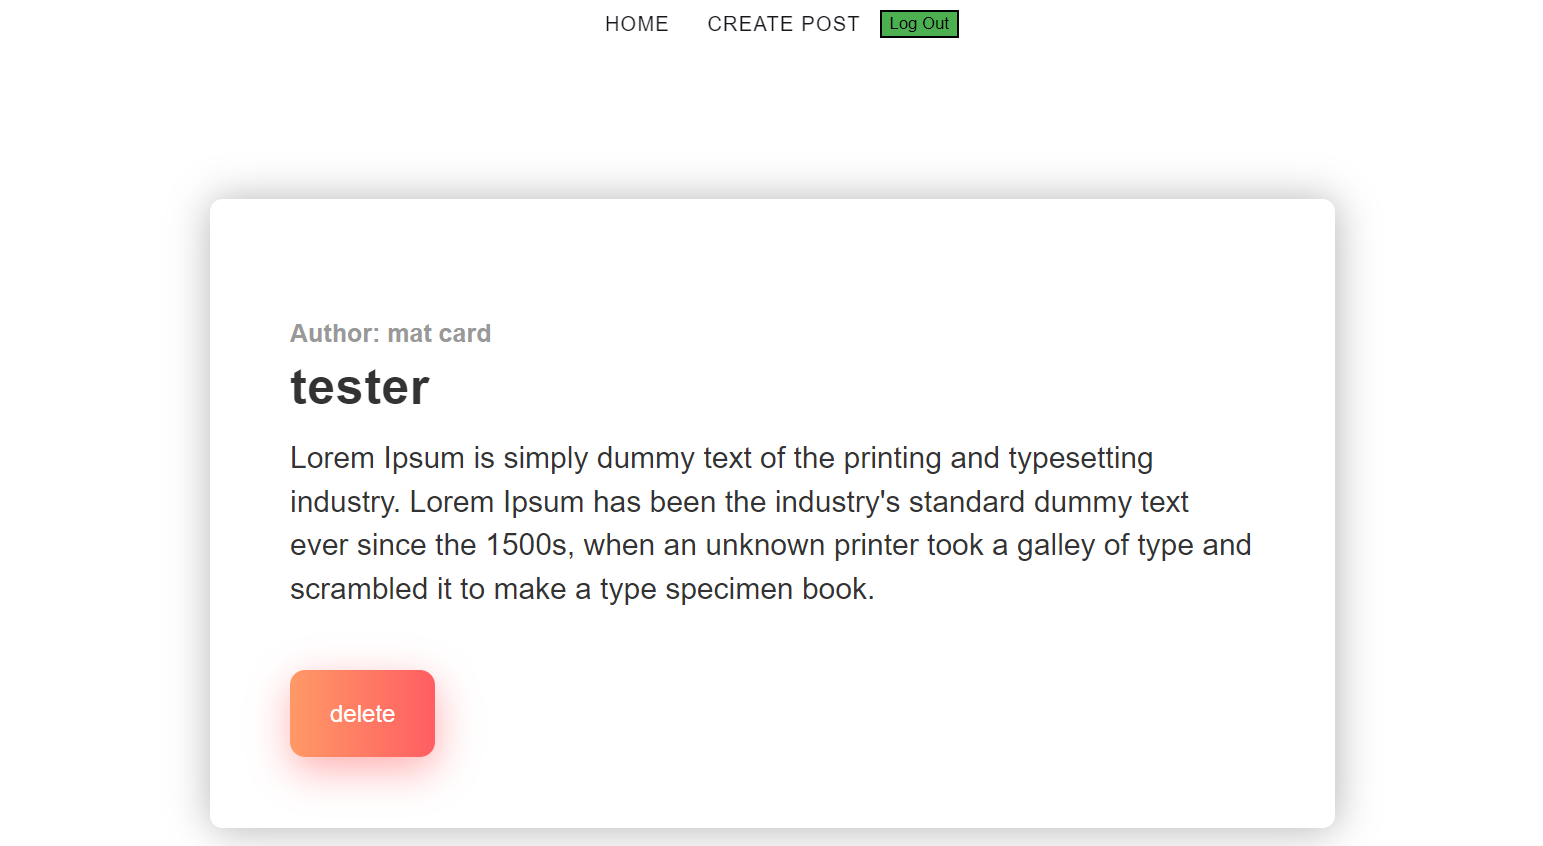 HOME CREATE POST Log Out
Author: mat card
tester
Lorem Ipsum is simply dummy text of the printing and typesetting
industry. Lorem Ipsum has been the industry's standard dummy text
ever since the 1500s, when an unknown printer took a galley of type and
scrambled it to make a type specimen book.
delete